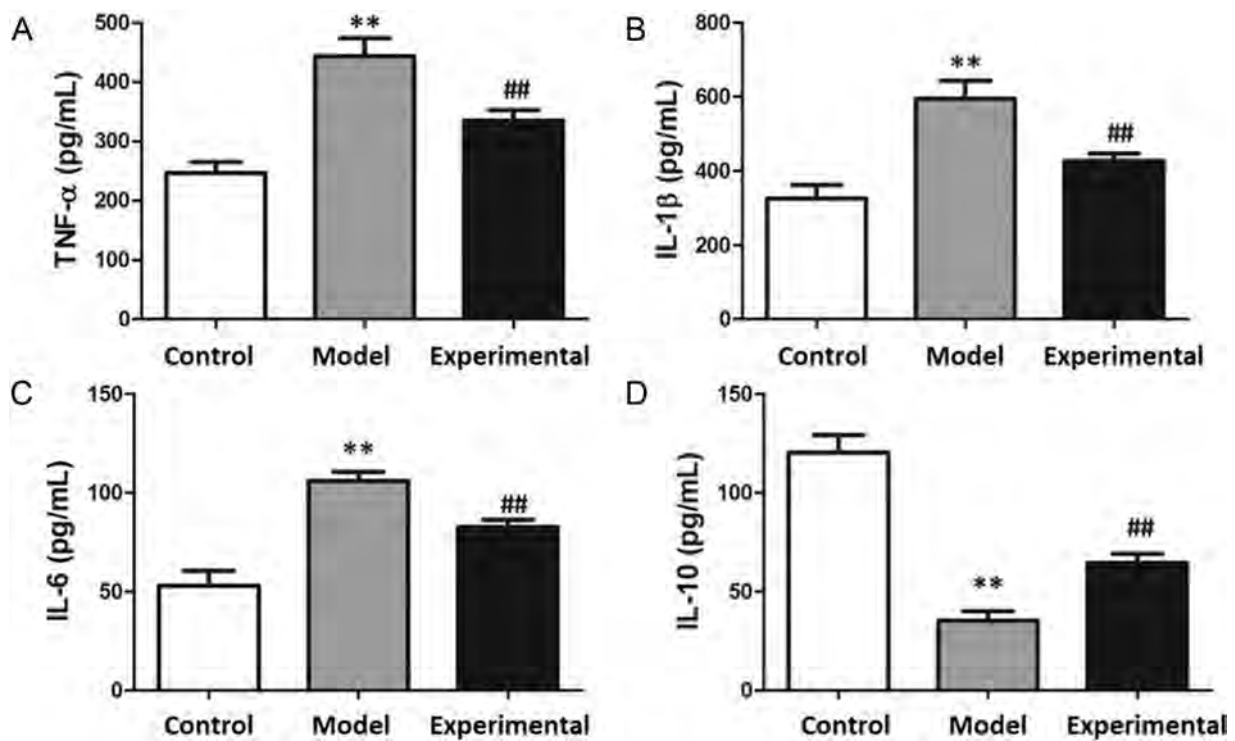 A
TNF-α (pg/mL)
500
400
300
200
100
0
**
##
Control Model Experimental
B
IL-1β (pg/mL)
800
600
400
200
0
**
##
Control Model Experimental
C
IL-6 (pg/mL)
150
100
50
0
**
##
Control Model Experimental
D
IL-10 (pg/mL)
150
100
50
0
**
##
Control Model Experimental